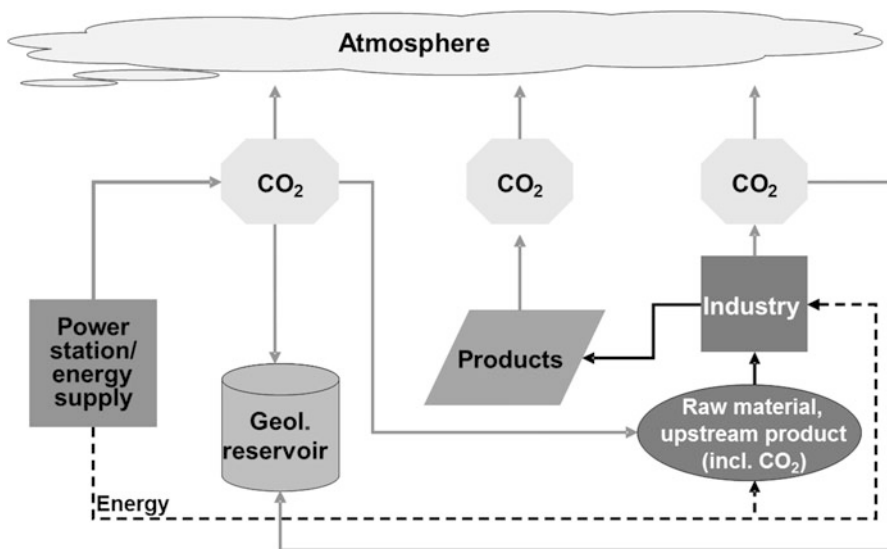 Atmosphere
CO₂
CO₂
CO₂
Power
station/
energy
supply
Industry
Products
Geol.
reservoir
Raw material,
upstream product
(incl. CO₂)
Energy